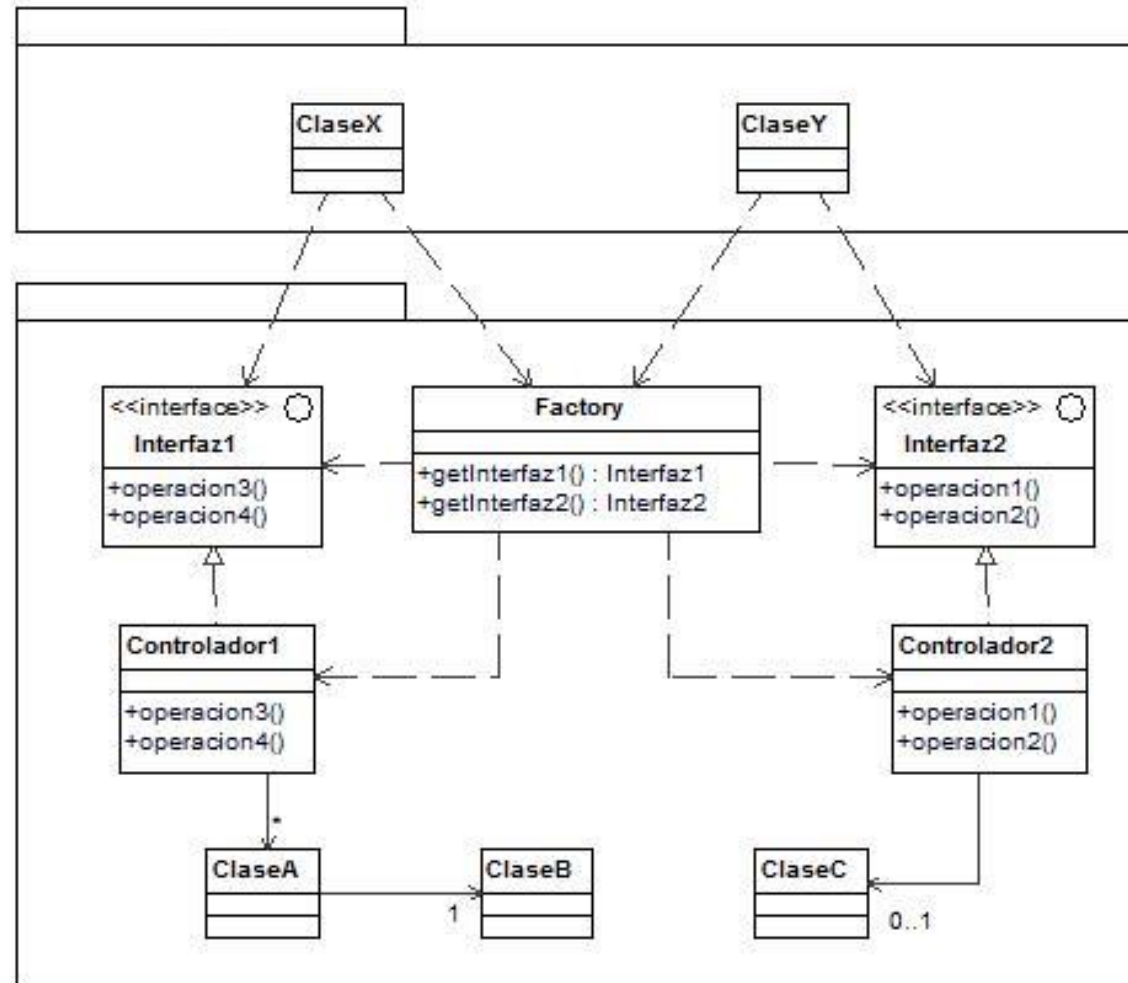 ClaseX
ClaseY
<<interface>>
Interfaz1
+operacion3()
+operacion4()
Factory
+getInterfaz1() : Interfaz1
+getInterfaz2() : Interfaz2
<<interface>>
Interfaz2
+operacion1()
+operacion2()
Controlador1
+operacion3()
+operacion4()
Controlador2
+operacion1()
+operacion2()
*
ClaseA
1
ClaseB
ClaseC
0..1